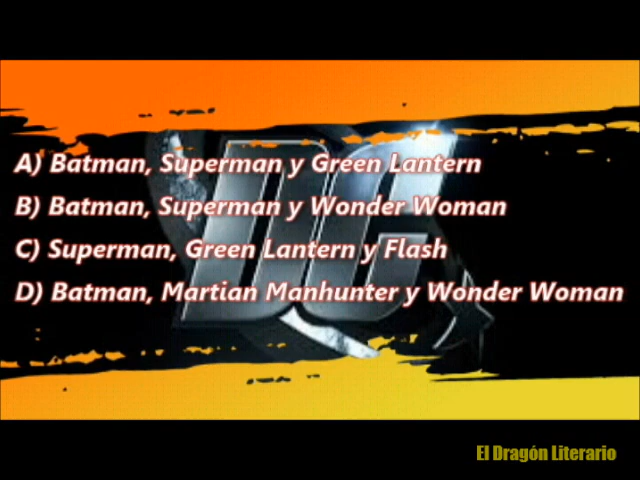 DC
A) Batman, Superman y Green Lantern
B) Batman, Superman y Wonder Woman
C) Superman, Green Lantern y Flash
D) Batman, Martian Manhunter y Wonder Woman
El Dragón Literario